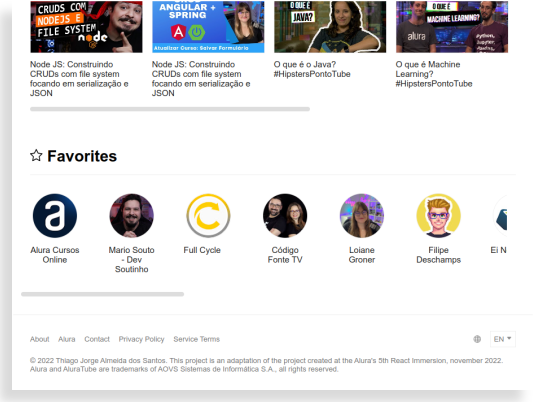 CRUDS COM
NODEJS E
FILE SYSTEM
node
ANGULAR +
SPRING
Atualizar Curso: Salvar Formulário
O QUE É
JAVA?
O QUE É
MACHINE LEARNING?
alura
python,
Jupyter,
Node JS: Construindo
CRUDs com file system
focando em serialização e
JSON
Node JS: Construindo
CRUDs com file system
focando em serialização e
JSON
O que é o Java?
#HipstersPontoTube
O que é Machine
Learning?
#HipstersPontoTube
Favorites
Alura Cursos
Online
Mario Souto
- Dev
Soutinho
Full Cycle
Código
Fonte TV
Loiane
Groner
Filipe
Deschamps
Ei N
About Alura Contact Privacy Policy Service Terms
EN
© 2022 Thiago Jorge Almeida dos Santos. This project is an adaptation of the project created at the Alura's 5th React Immersion, november 2022.
Alura and AluraTube are trademarks of AOVS Sistemas de Informática S.A., all rights reserved.